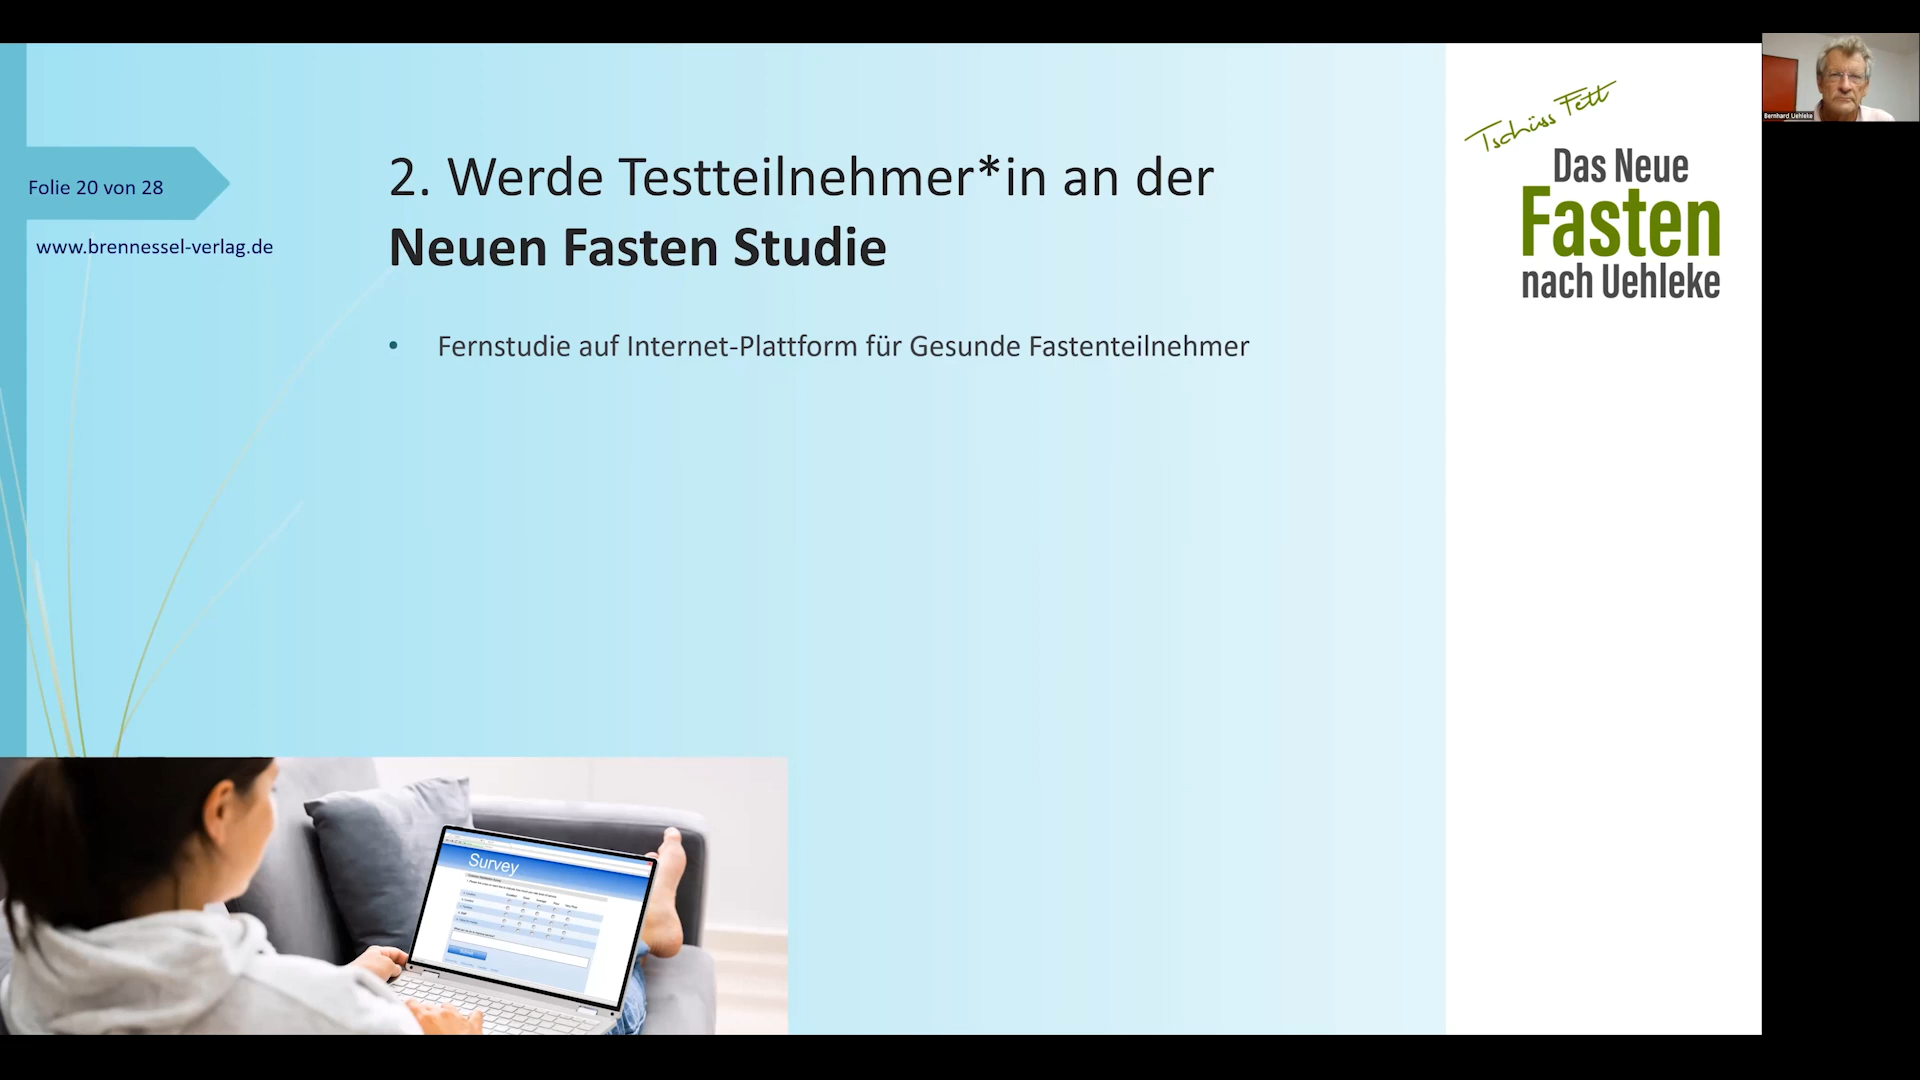 Folie 20 von 28
www.brennessel-verlag.de
2. Werde Testteilnehmer*in an der
Neuen Fasten Studie
• Fernstudie auf Internet-Plattform für Gesunde Fastenteilnehmer
Tschüss Fett
Das Neue
Fasten
nach Uehleke
Bernhard Uehleke
Survey